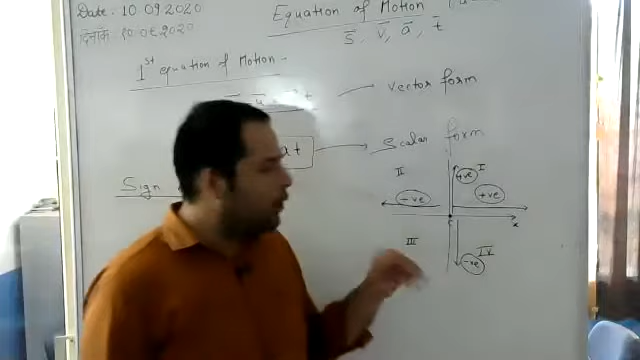 Date: 10.09.2020
दिनांक: 10.09.2020
Equation of Motion
s⃗, v⃗, a⃗, t⃗
1st equation of Motion -
Vector form
at
Scalar form
Sign
II
I
+ve
-ve
+ve
x
III
IV
-ve